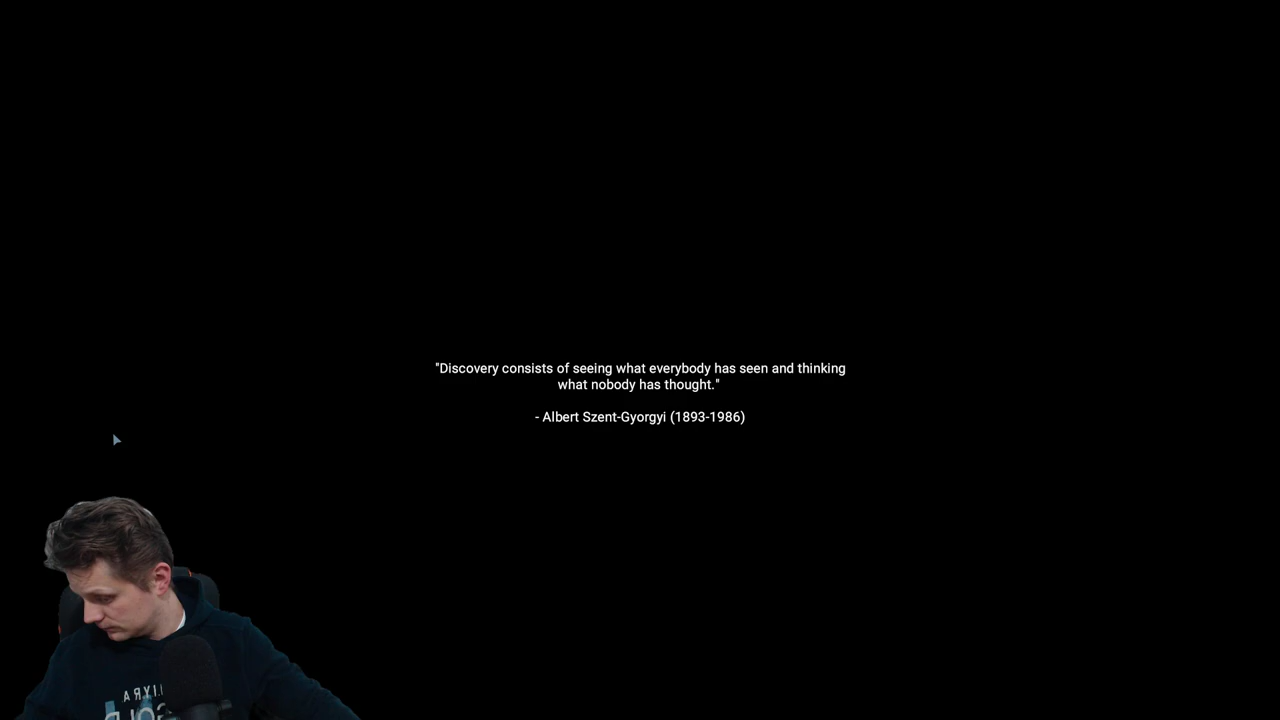 "Discovery consists of seeing what everybody has seen and thinking
what nobody has thought."
- Albert Szent-Gyorgyi (1893-1986)